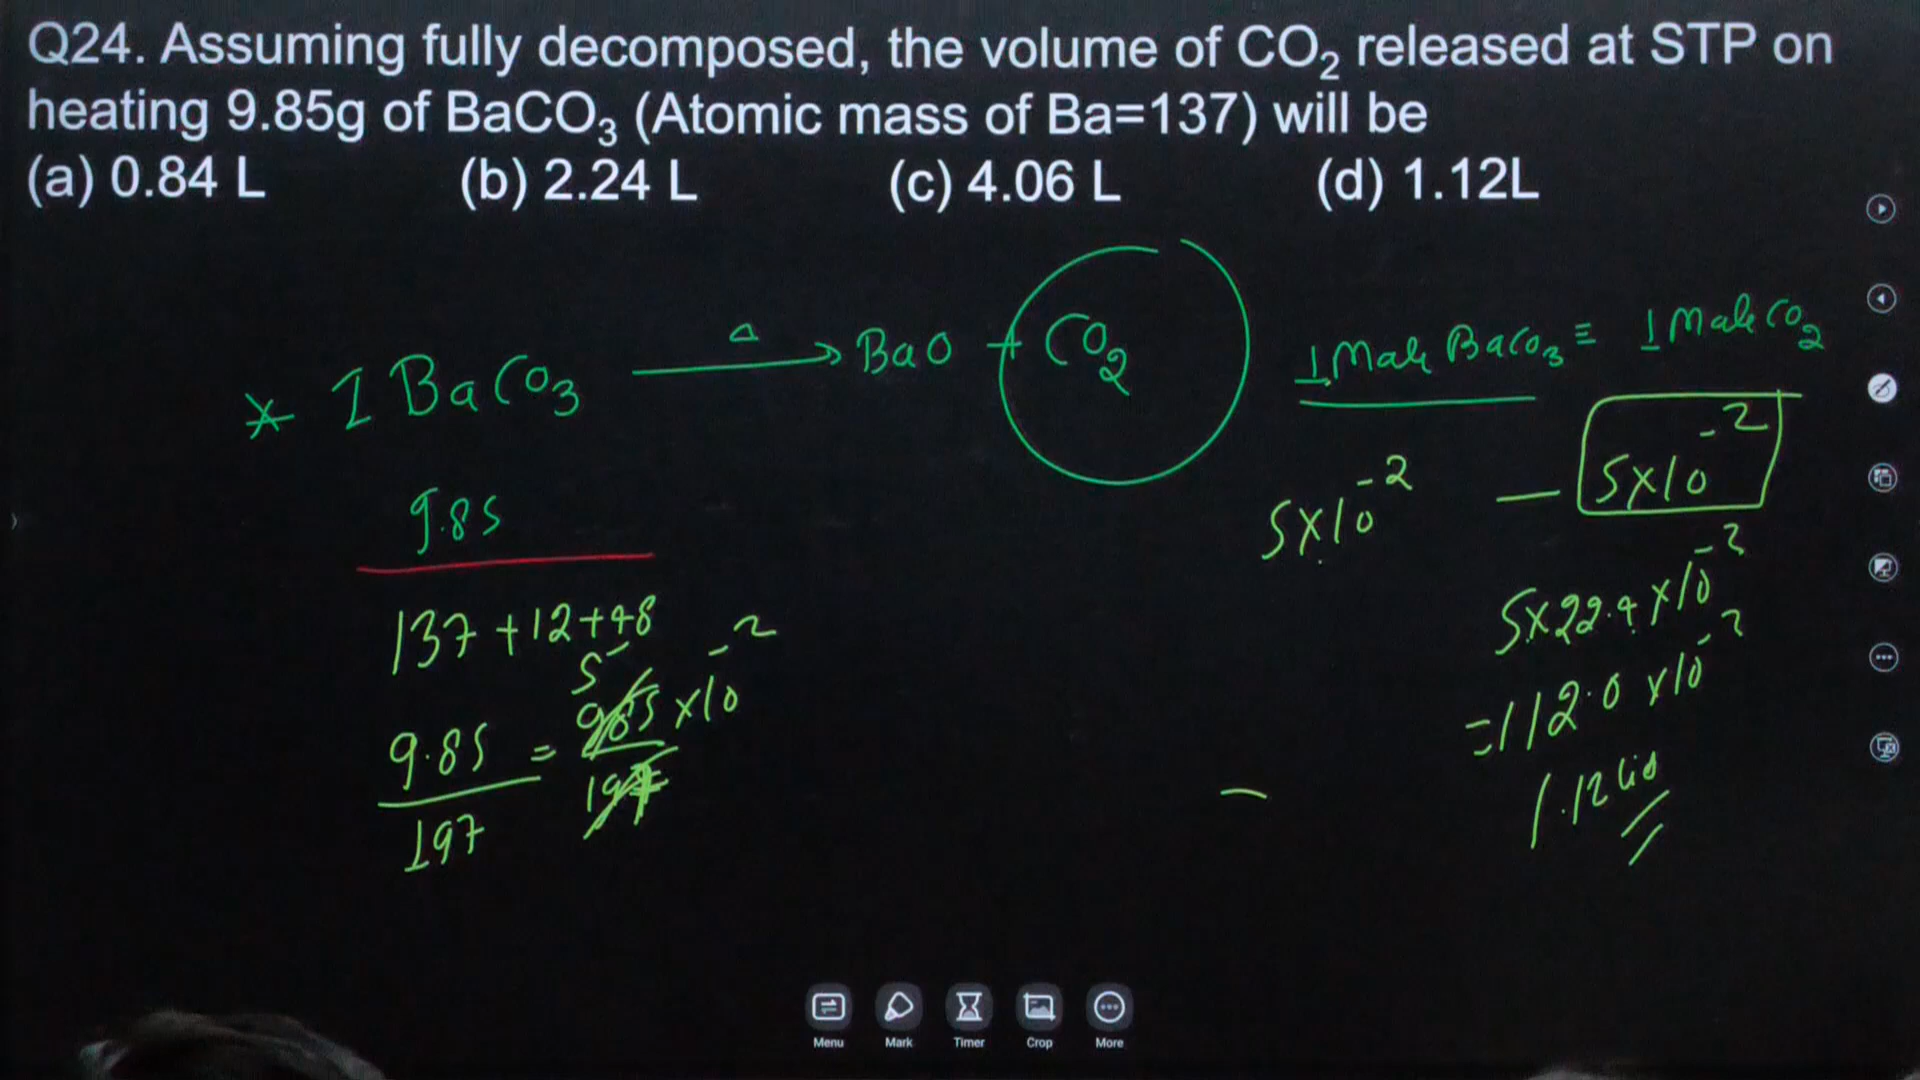 Q24. Assuming fully decomposed, the volume of CO₂ released at STP on
heating 9.85g of BaCO₃ (Atomic mass of Ba=137) will be
(a) 0.84 L (b) 2.24 L (c) 4.06 L (d) 1.12L
* 1 BaCO₃ —Δ→ BaO + CO₂
1 Mole BaCO₃ ≡ 1 Mole CO₂
5×10⁻² — 5×10⁻²
9.85
137+12+48
5
9.85 = 985 ×10⁻²
197 197
5×22.4×10⁻²
=112.0 ×10⁻²
1.12 lit
Menu Mark Timer Crop More